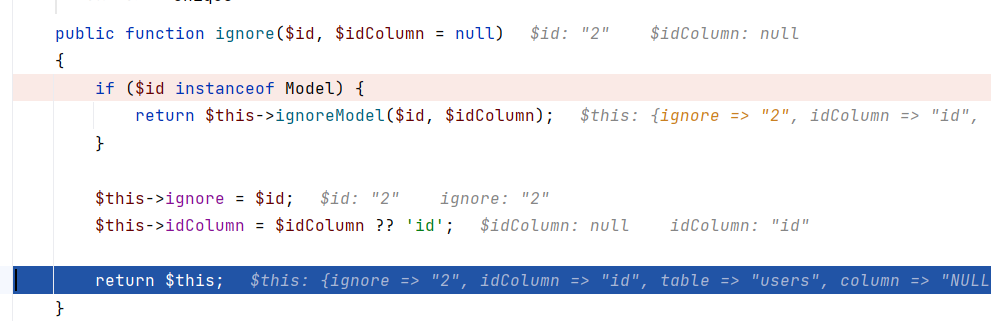 public function ignore($id, $idColumn = null) $id: "2" $idColumn: null
{
if ($id instanceof Model) {
return $this->ignoreModel($id, $idColumn); $this: {ignore => "2", idColumn => "id",
}
$this->ignore = $id; $id: "2" ignore: "2"
$this->idColumn = $idColumn ?? 'id'; $idColumn: null idColumn: "id"
return $this; $this: {ignore => "2", idColumn => "id", table => "users", column => "NULL
}